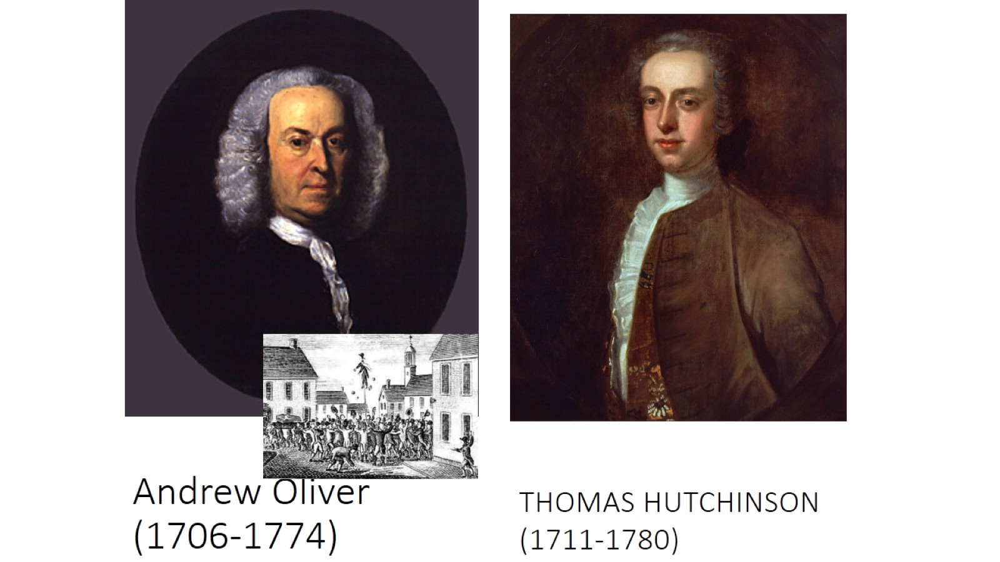 Andrew Oliver
(1706-1774)
THOMAS HUTCHINSON
(1711-1780)